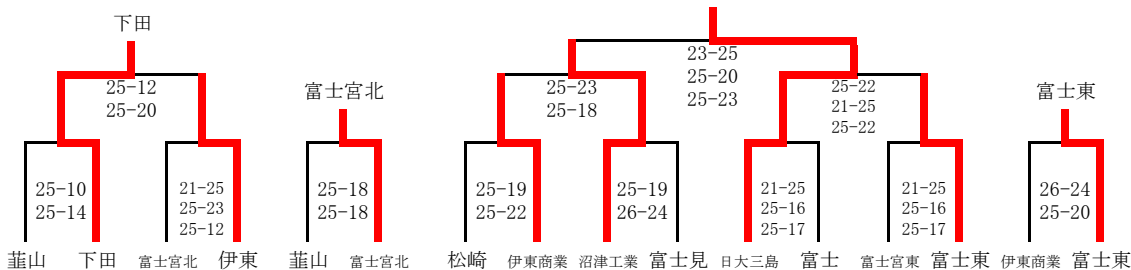 下田
25-12
25-20
25-10
25-14
21-25
25-23
25-12
韮山
下田
富士宮北
伊東
富士宮北
25-18
25-18
韮山
富士宮北
23-25
25-20
25-23
25-23
25-18
25-22
21-25
25-22
25-19
25-22
25-19
26-24
21-25
25-16
25-17
21-25
25-16
25-17
松崎
伊東商業
沼津工業
富士見
日大三島
富士
富士宮東
富士東
富士東
26-24
25-20
伊東商業
富士東